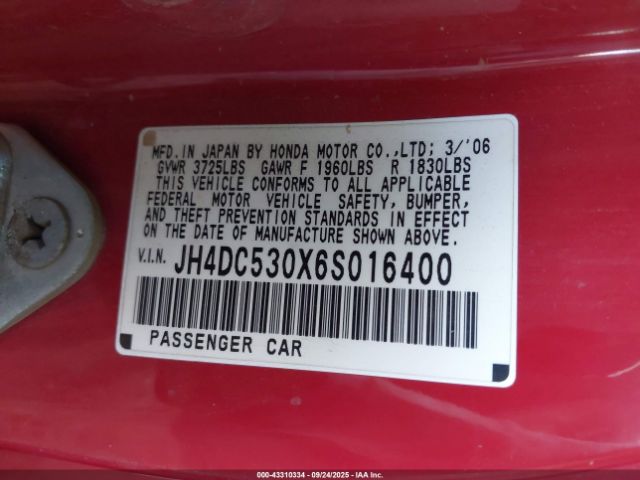 MFD. IN JAPAN BY HONDA MOTOR CO.,LTD; 3/'06
GVWR 3725LBS GAWR F 1960LBS R 1830LBS
THIS VEHICLE CONFORMS TO ALL APPLICABLE
FEDERAL MOTOR VEHICLE SAFETY, BUMPER,
AND THEFT PREVENTION STANDARDS IN EFFECT
ON THE DATE OF MANUFACTURE SHOWN ABOVE.
V.I.N. JH4DC530X6S016400
PASSENGER CAR
000-43310334 - 09/24/2025 - IAAI.COM